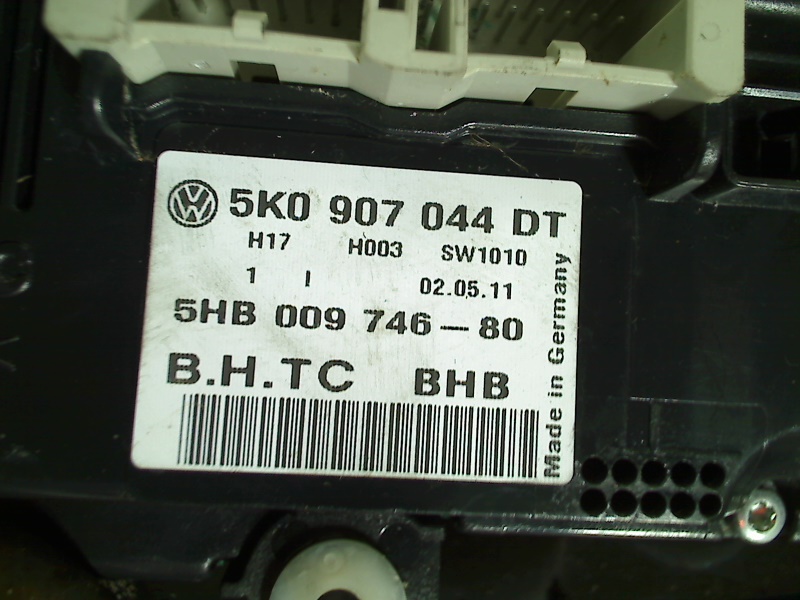 5K0 907 044 DT
H17 H003 SW1010
1 I 02.05.11
5HB 009 746-80
B.H.TC BHB
Made in Germany